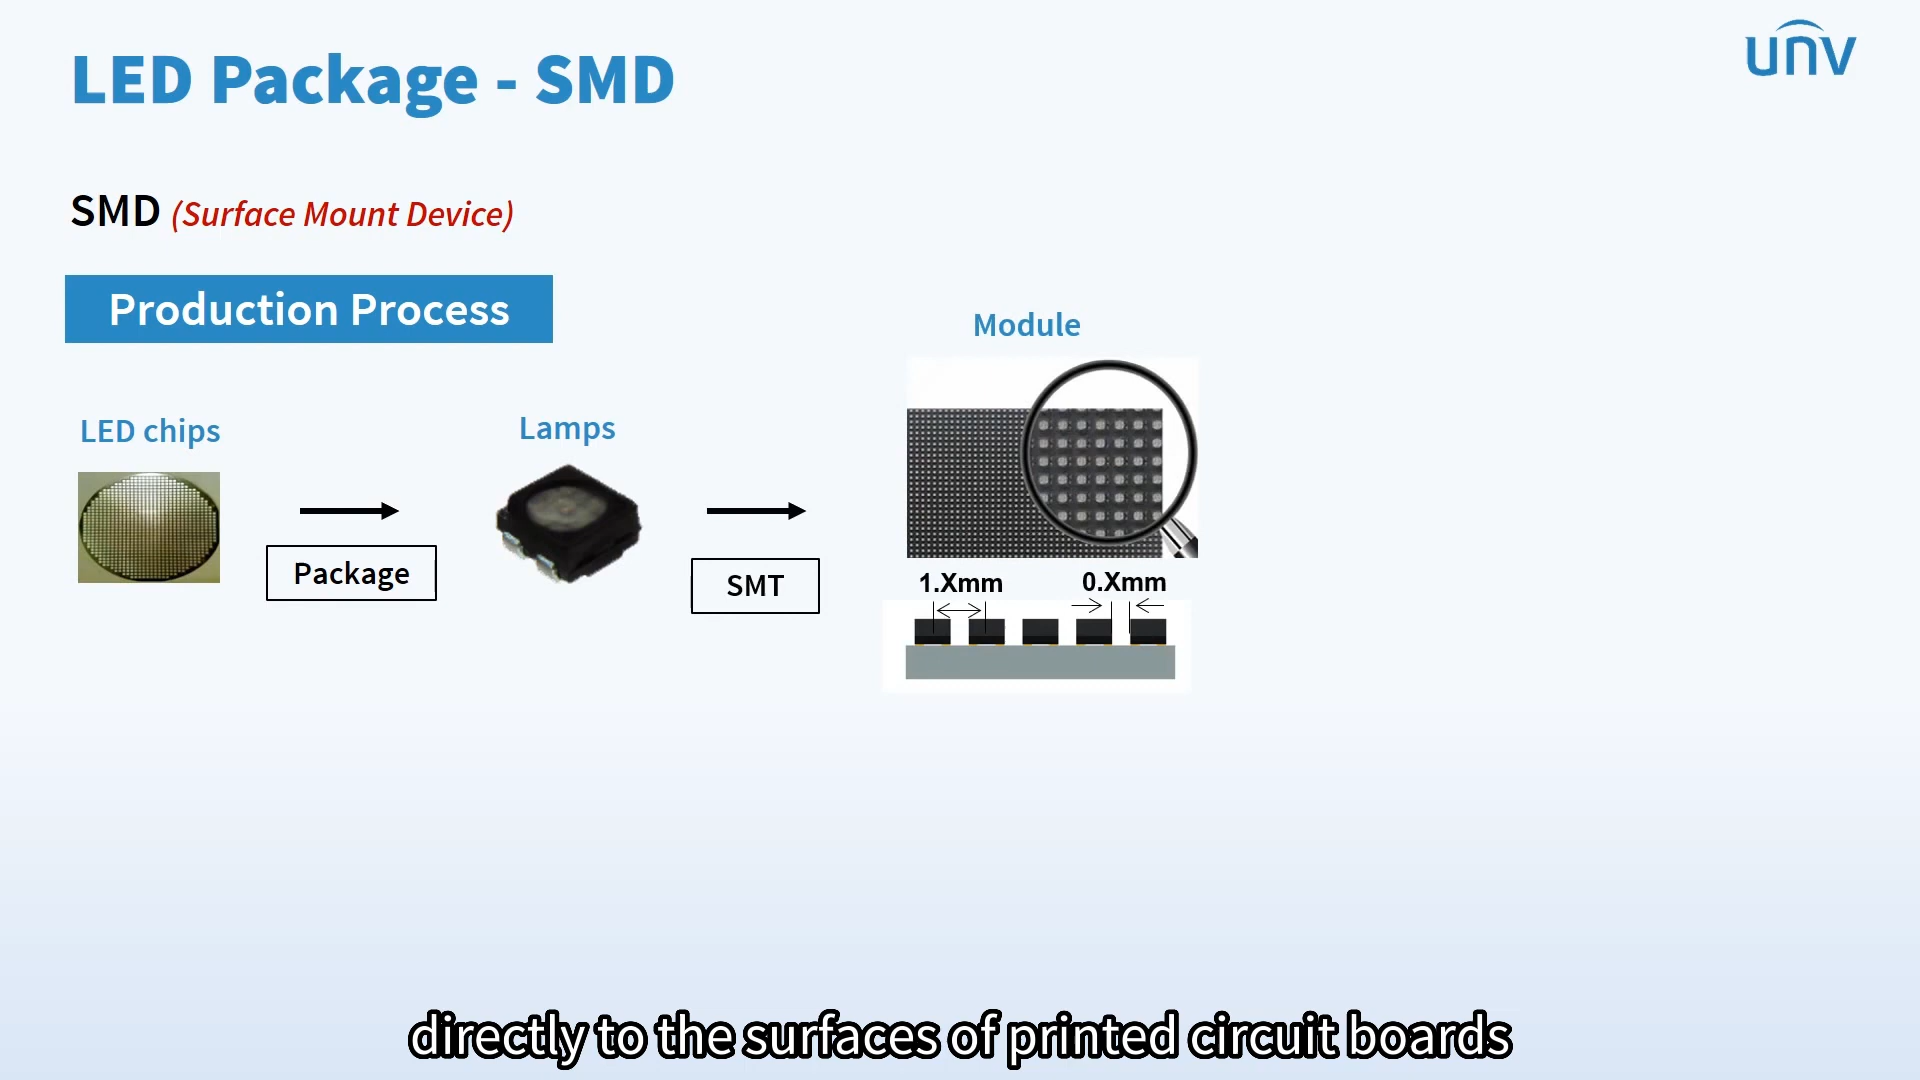 unv
LED Package - SMD
SMD (Surface Mount Device)
Production Process
Module
LED chips
Lamps
Package
SMT
1.Xmm
0.Xmm
directly to the surfaces of printed circuit boards